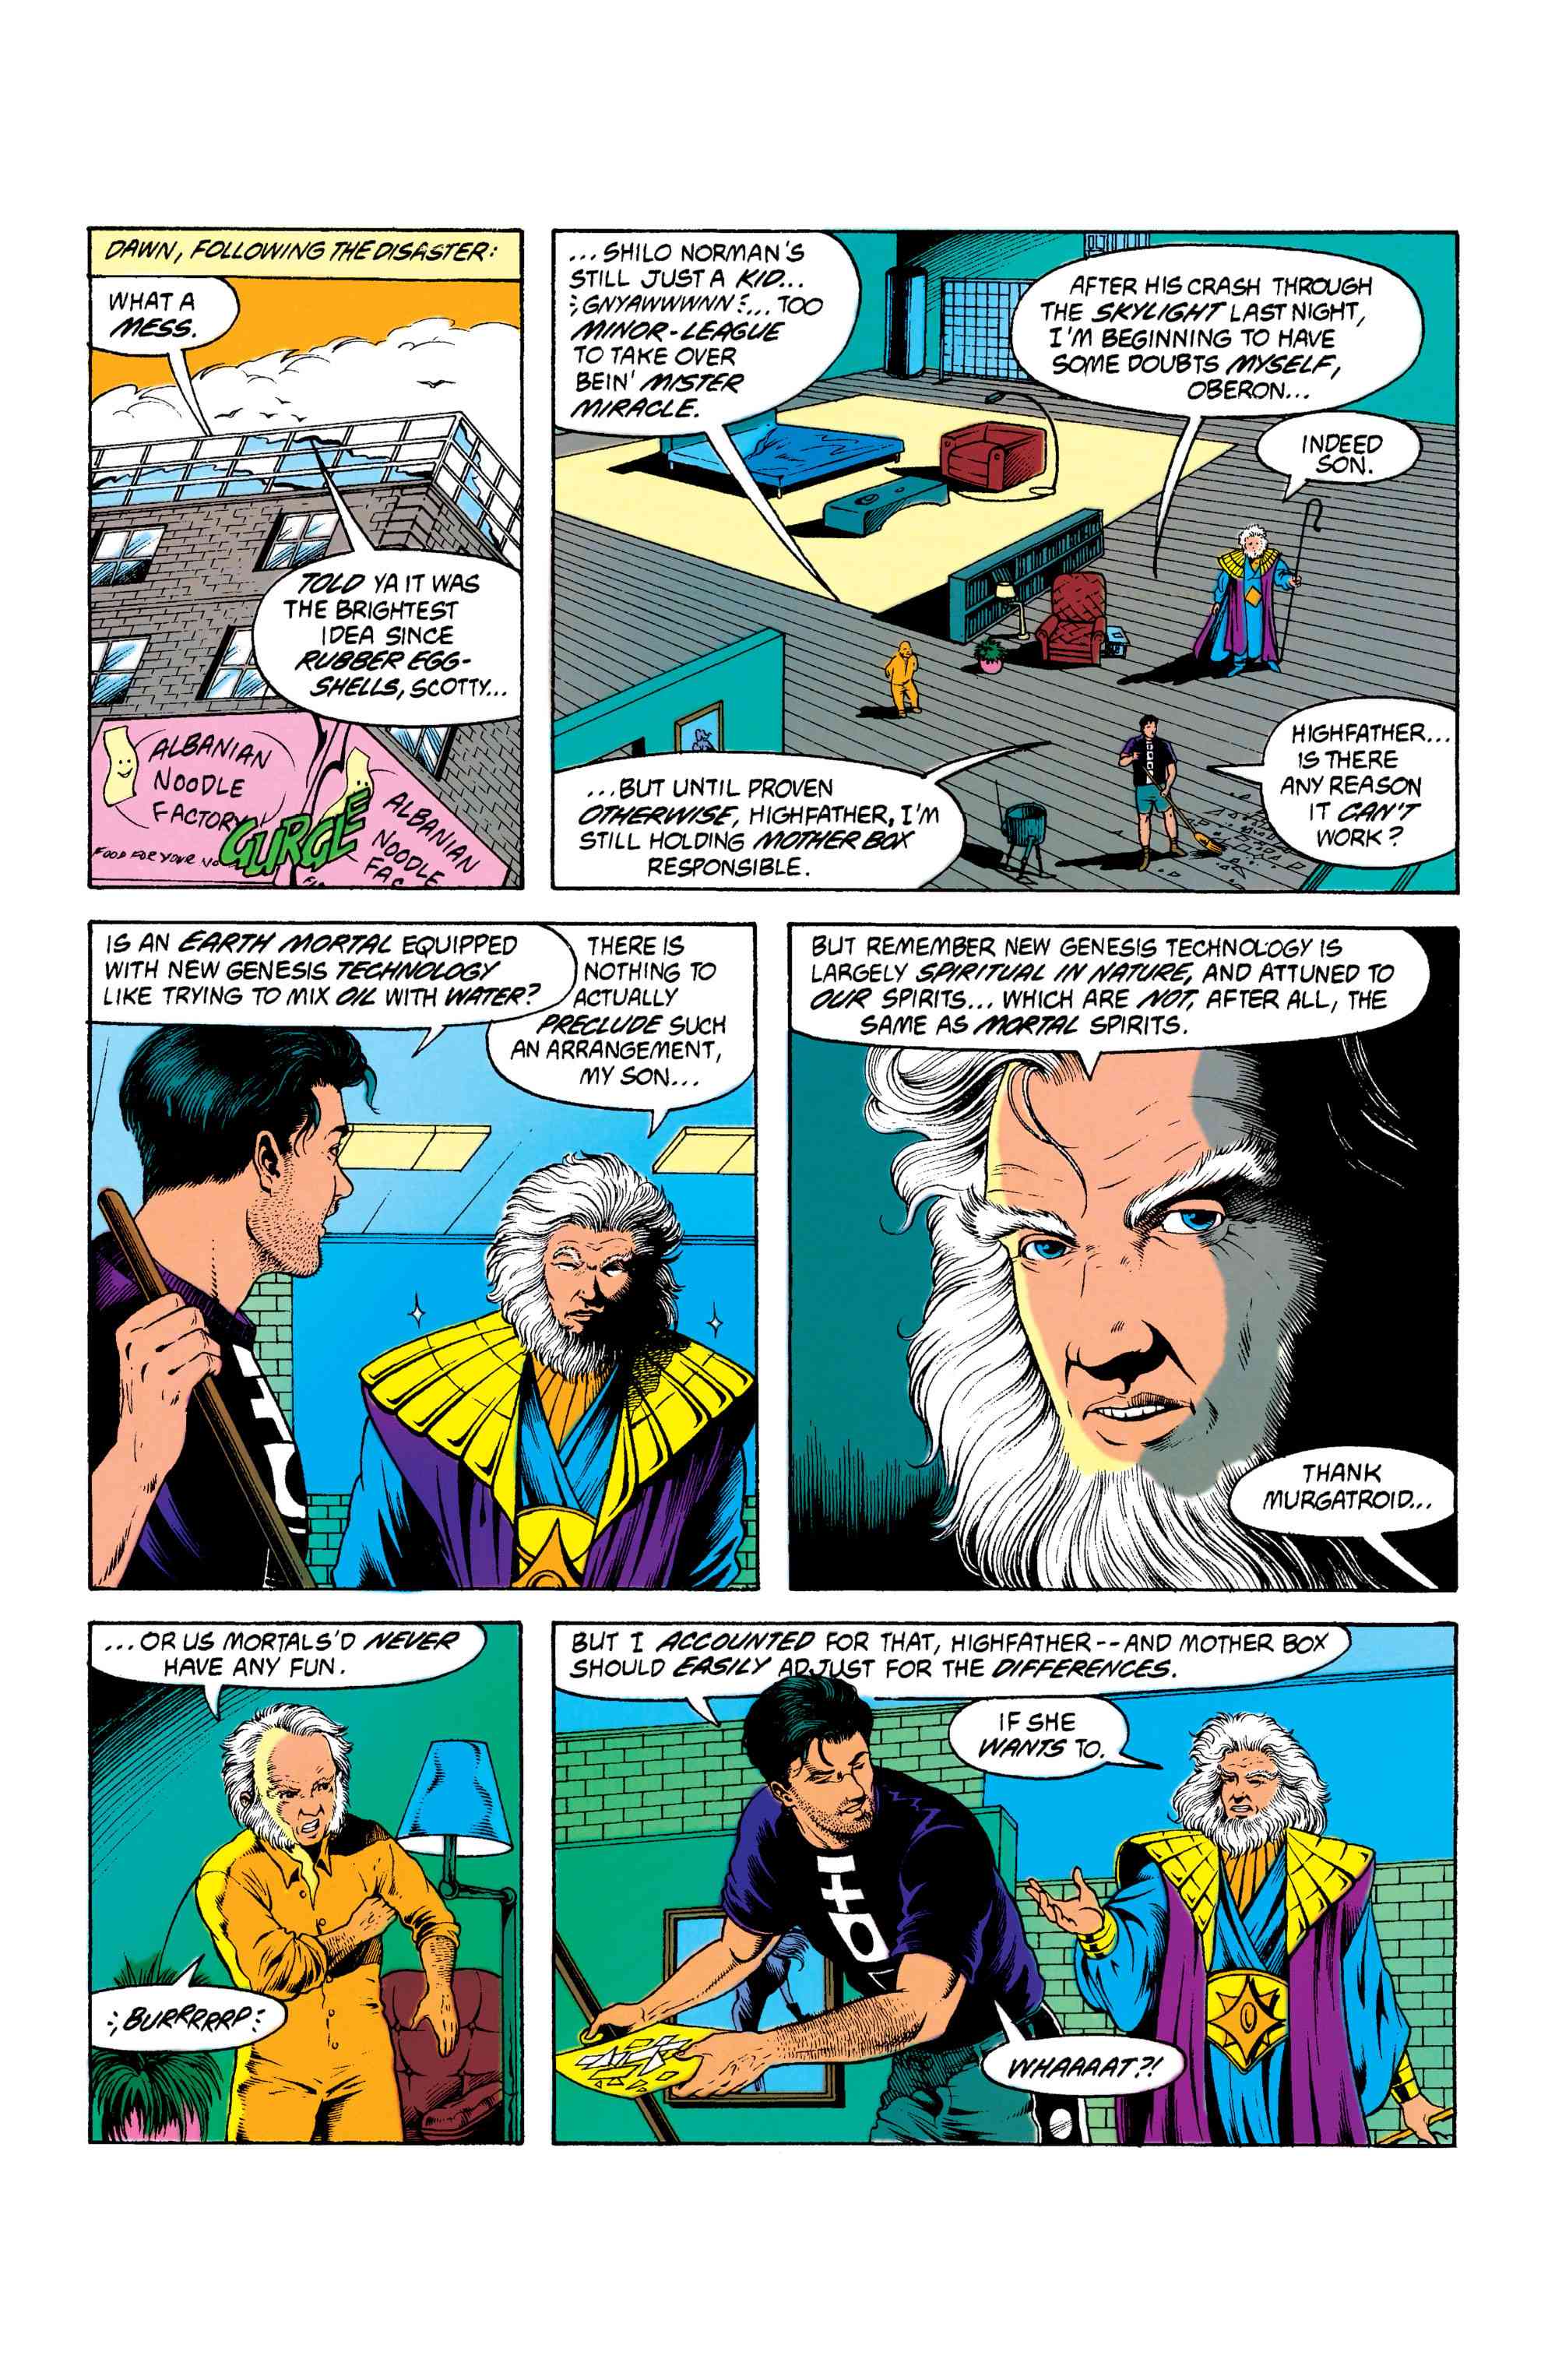 DAWN, FOLLOWING THE DISASTER:
WHAT A
MESS.
TOLD YA IT WAS
THE BRIGHTEST
IDEA SINCE
RUBBER EGG-
SHELLS, SCOTTY...
ALBANIAN
NOODLE
FACTORY
FOOD FOR YOUR
GURGLE
ALBANIAN
NOODLE
...SHILO NORMAN'S
STILL JUST A KID...
;GNYAWWWNN;... TOO
MINOR-LEAGUE
TO TAKE OVER
BEIN' MISTER
MIRACLE.
AFTER HIS CRASH THROUGH
THE SKYLIGHT LAST NIGHT,
I'M BEGINNING TO HAVE
SOME DOUBTS MYSELF,
OBERON...
INDEED
SON.
...BUT UNTIL PROVEN
OTHERWISE, HIGHFATHER, I'M
STILL HOLDING MOTHER BOX
RESPONSIBLE.
HIGHFATHER...
IS THERE
ANY REASON
IT CAN'T
WORK?
IS AN EARTH MORTAL EQUIPPED
WITH NEW GENESIS TECHNOLOGY
LIKE TRYING TO MIX OIL WITH WATER?
THERE IS
NOTHING TO
ACTUALLY
PRECLUDE SUCH
AN ARRANGEMENT,
MY SON...
BUT REMEMBER NEW GENESIS TECHNOLOGY IS
LARGELY SPIRITUAL IN NATURE, AND ATTUNED TO
OUR SPIRITS... WHICH ARE NOT, AFTER ALL, THE
SAME AS MORTAL SPIRITS.
THANK
MURGATROID...
...OR US MORTALS'D NEVER
HAVE ANY FUN.
;BURRRRRP;
BUT I ACCOUNTED FOR THAT, HIGHFATHER--AND MOTHER BOX
SHOULD EASILY ADJUST FOR THE DIFFERENCES.
IF SHE
WANTS TO.
WHAAAAT?!